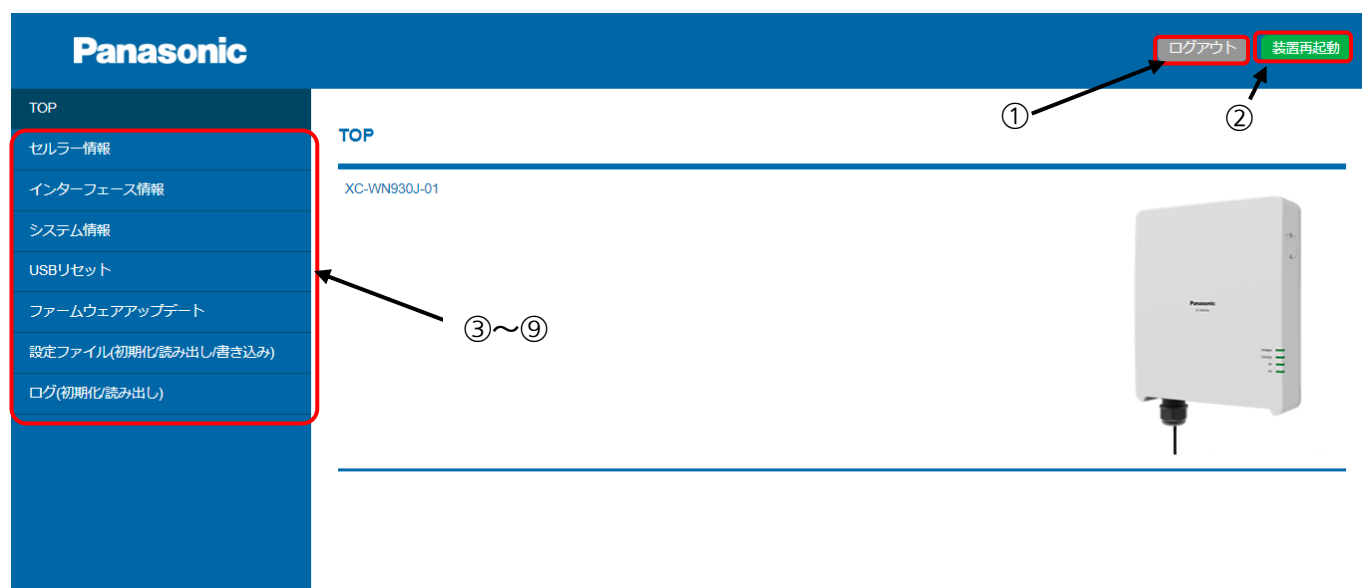 Panasonic
ログアウト
装置再起動
①
②
TOP
セルラー情報
インターフェース情報
システム情報
USBリセット
ファームウェアアップデート
設定ファイル(初期化/読み出し/書き込み)
ログ(初期化/読み出し)
③~⑨
TOP
XC-WN930J-01
Panasonic